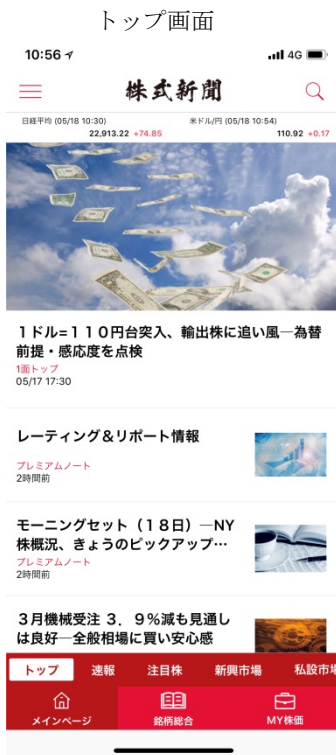 トップ画面
10:56
4G
株式新聞
日経平均 (05/18 10:30)
22,913.22 +74.85
米ドル/円 (05/18 10:54)
110.92 +0.17
1ドル=110円台突入、輸出株に追い風―為替
前提・感応度を点検
1面トップ
05/17 17:30
レーティング&リポート情報
プレミアムノート
2時間前
モーニングセット(18日)―NY
株概況、きょうのピックアップ…
プレミアムノート
2時間前
3月機械受注 3.9%減も見通し
は良好―全般相場に買い安心感
トップ 速報 注目株 新興市場 私設市場
メインページ 銘柄総合 MY株価